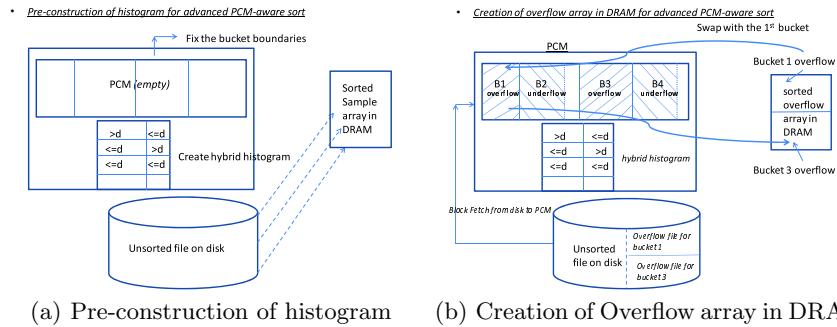 • Pre-construction of histogram for advanced PCM-aware sort
Fix the bucket boundaries
PCM (empty)
Sorted
Sample
array in
DRAM
>d <=d
<=d >d
<=d <=d
Create hybrid histogram
Unsorted file on disk
(a) Pre-construction of histogram
• Creation of overflow array in DRAM for advanced PCM-aware sort
Swap with the 1st bucket
PCM
Bucket 1 overflow
B1 B2 B3 B4
overflow underflow overflow underflow
sorted
overflow
array in
DRAM
>d <=d
<=d >d
<=d <=d
hybrid histogram
Bucket 3 overflow
Block Fetch from disk to PCM
Unsorted
file on disk
Overflow file for
bucket 1
Overflow file for
bucket 3
(b) Creation of Overflow array in DRA